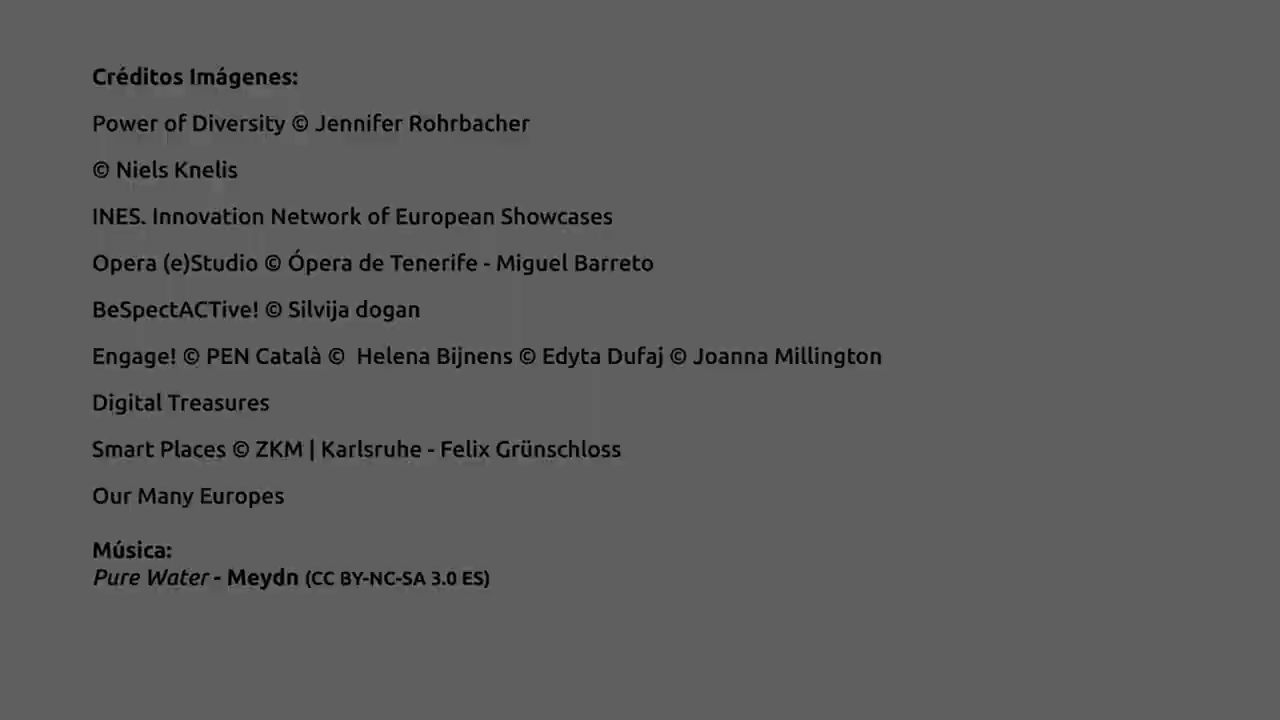 Créditos Imágenes:
Power of Diversity © Jennifer Rohrbacher
© Niels Knelis
INES. Innovation Network of European Showcases
Opera (e)Studio © Ópera de Tenerife - Miguel Barreto
BeSpectACTive! © Silvija dogan
Engage! © PEN Català ©  Helena Bijnens © Edyta Dufaj © Joanna Millington
Digital Treasures
Smart Places © ZKM | Karlsruhe - Felix Grünschloss
Our Many Europes
Música:
Pure Water - Meydn (CC BY-NC-SA 3.0 ES)